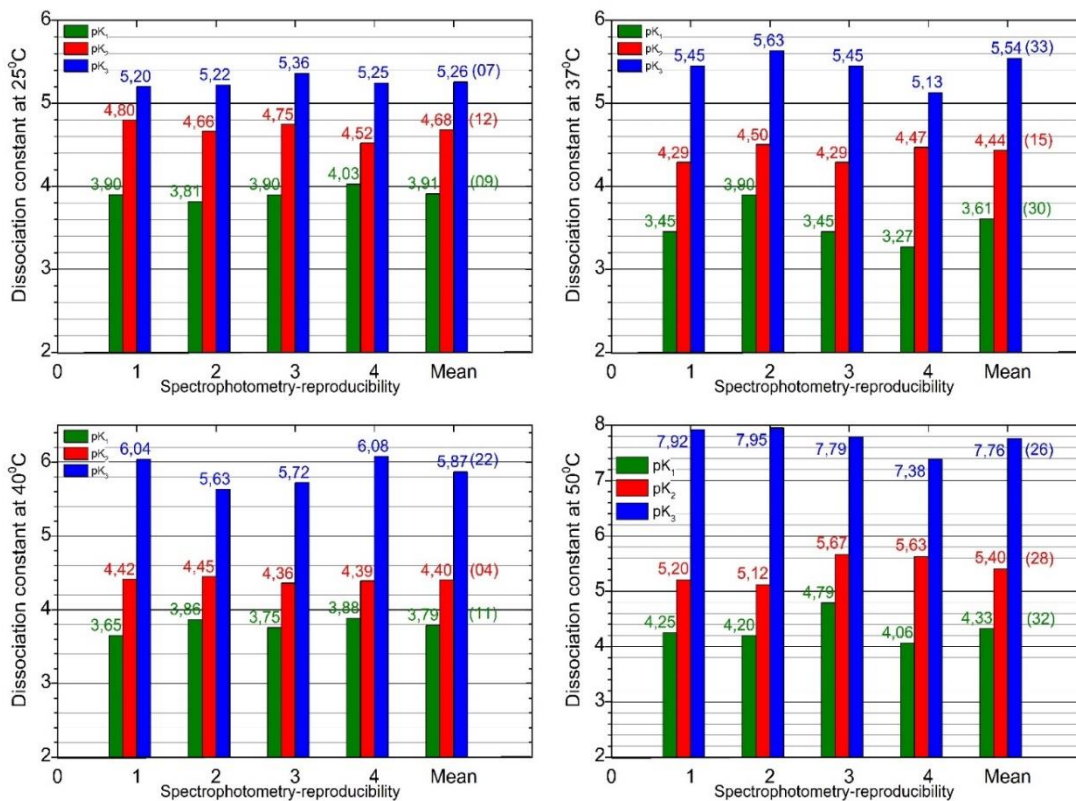 Dissociation constant at 25⁰C
6
5
4
3
2
pK₁
pK₂
pK₃
3,90 4,80 5,20
3,81 4,66 5,22
3,90 4,75 5,36
4,03 4,52 5,25
3,91 (09) 4,68 (12) 5,26 (07)
0 1 2 3 4 Mean
Spectrophotometry-reproducibility
Dissociation constant at 37⁰C
6
5
4
3
2
pK₁
pK₂
pK₃
3,45 4,29 5,45
3,90 4,50 5,63
3,45 4,29 5,45
3,27 4,47 5,13
3,61 (30) 4,44 (15) 5,54 (33)
0 1 2 3 4 Mean
Spectrophotometry-reproducibility
Dissociation constant at 40⁰C
6
5
4
3
2
pK₁
pK₂
pK₃
3,65 4,42 6,04
3,86 4,45 5,63
3,75 4,36 5,72
3,88 4,39 6,08
3,79 (11) 4,40 (04) 5,87 (22)
0 1 2 3 4 Mean
Spectrophotometry-reproducibility
Dissociation constant at 50⁰C
8
7
6
5
4
3
2
pK₁
pK₂
pK₃
4,25 5,20 7,92
4,20 5,12 7,95
4,79 5,67 7,79
4,06 5,63 7,38
4,33 (32) 5,40 (28) 7,76 (26)
0 1 2 3 4 Mean
Spectrophotometry-reproducibility